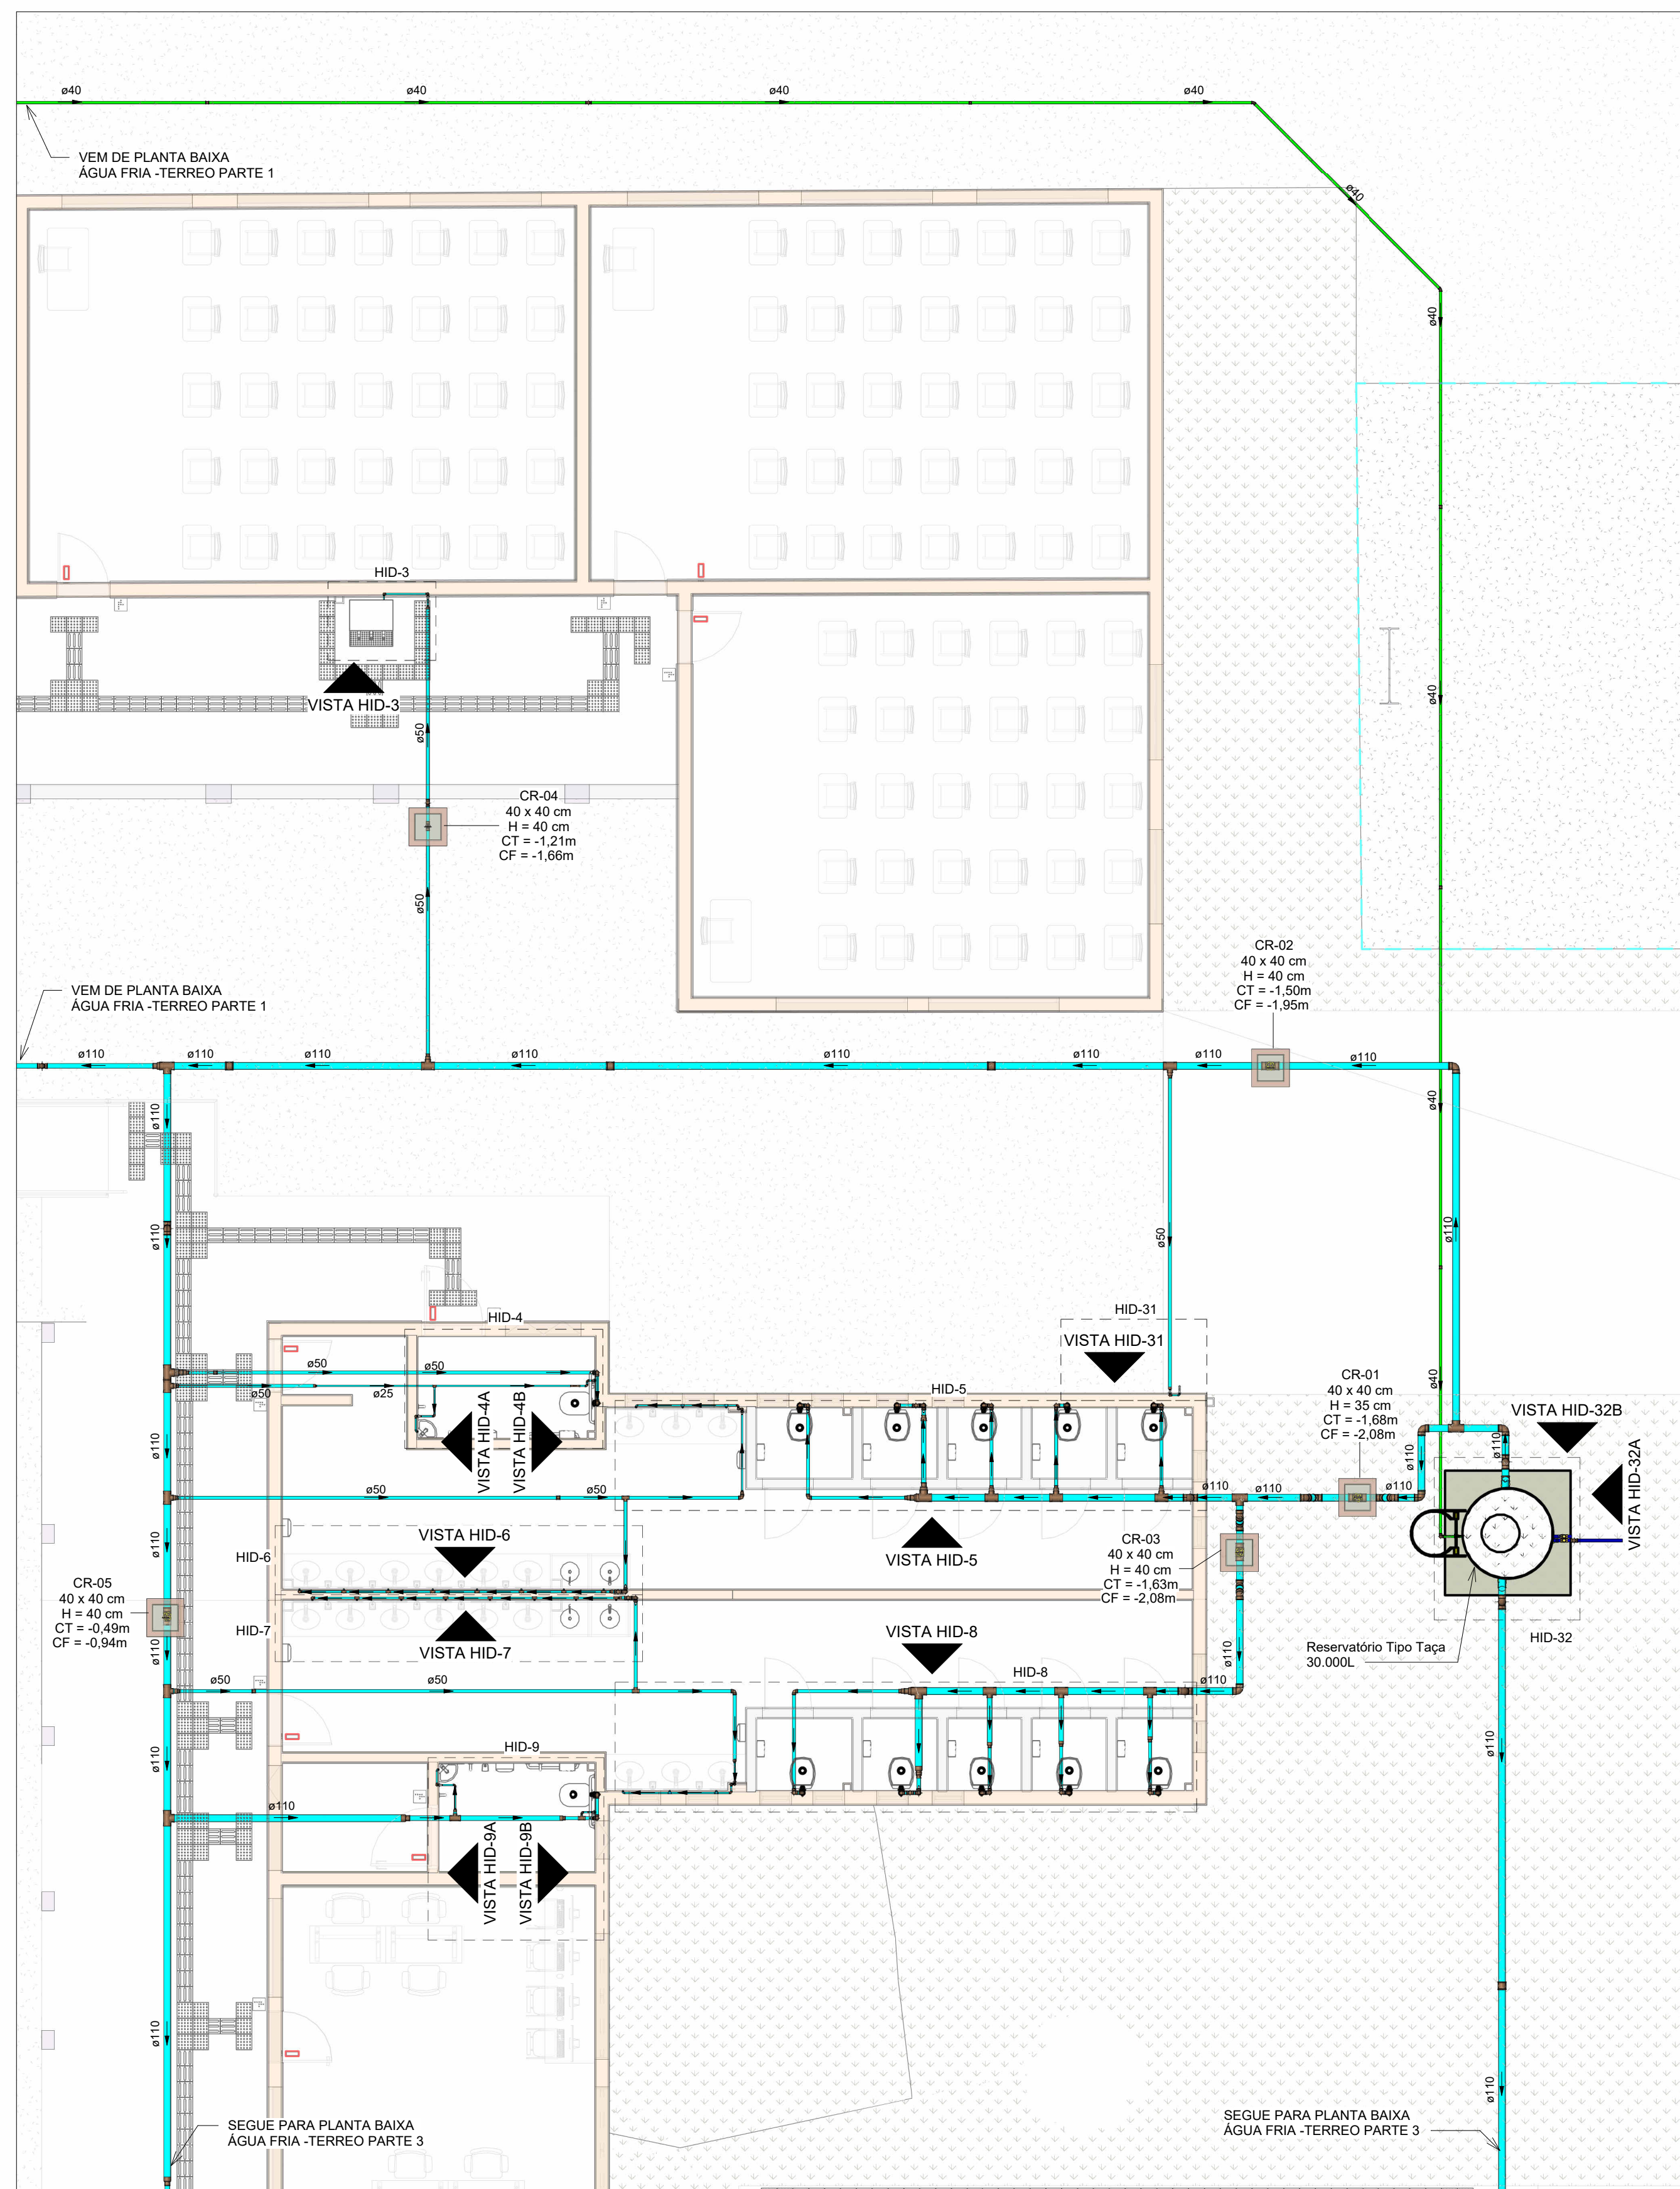 ø40
ø40
ø40
ø40
VEM DE PLANTA BAIXA
ÁGUA FRIA -TERREO PARTE 1
ø40
ø40
HID-3
VISTA HID-3
ø40
ø50
CR-04
40 x 40 cm
H = 40 cm
CT = -1,21m
CF = -1,66m
ø50
CR-02
40 x 40 cm
H = 40 cm
CT = -1,50m
CF = -1,95m
VEM DE PLANTA BAIXA
ÁGUA FRIA -TERREO PARTE 1
ø110
ø110
ø110
ø110
ø110
ø110
ø110
ø110
ø110
ø40
ø110
ø50
ø110
HID-4
HID-31
VISTA HID-31
ø50
ø50
ø50
ø25
HID-5
ø40
CR-01
40 x 40 cm
H = 35 cm
CT = -1,68m
CF = -2,08m
VISTA HID-32B
VISTA HID-4A
VISTA HID-4B
ø110
ø110
ø110
VISTA HID-32A
ø50
ø50
ø110
ø110
ø110
ø110
VISTA HID-6
HID-6
VISTA HID-5
CR-03
40 x 40 cm
H = 40 cm
CT = -1,63m
CF = -2,08m
CR-05
40 x 40 cm
H = 40 cm
CT = -0,49m
CF = -0,94m
HID-7
VISTA HID-7
VISTA HID-8
HID-32
Reservatório Tipo Taça
30.000L
ø110
ø110
ø50
ø50
HID-8
ø110
ø110
HID-9
ø110
ø110
VISTA HID-9A
VISTA HID-9B
ø110
ø110
SEGUE PARA PLANTA BAIXA
ÁGUA FRIA -TERREO PARTE 3
SEGUE PARA PLANTA BAIXA
ÁGUA FRIA -TERREO PARTE 3